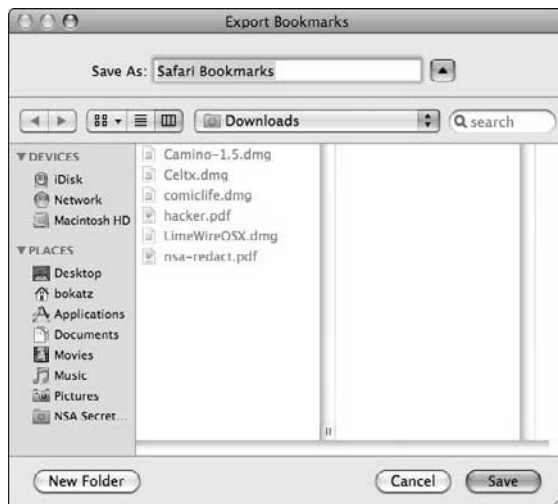 Export Bookmarks
Save As: Safari Bookmarks
Downloads
search
DEVICES
iDisk
Network
Macintosh HD
PLACES
Desktop
bokatz
Applications
Documents
Movies
Music
Pictures
NSA Secret...
Camino-1.5.dmg
Celtx.dmg
comiclife.dmg
hacker.pdf
LimeWireOSX.dmg
nsa-redact.pdf
New Folder
Cancel
Save